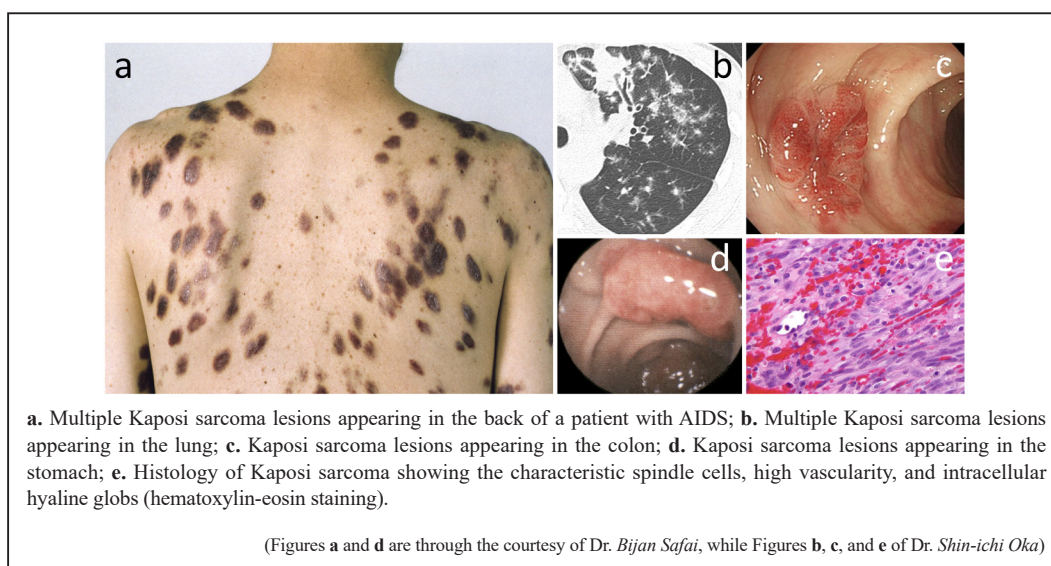 a
b
c
d
e
a. Multiple Kaposi sarcoma lesions appearing in the back of a patient with AIDS; b. Multiple Kaposi sarcoma lesions
appearing in the lung; c. Kaposi sarcoma lesions appearing in the colon; d. Kaposi sarcoma lesions appearing in the
stomach; e. Histology of Kaposi sarcoma showing the characteristic spindle cells, high vascularity, and intracellular
hyaline globs (hematoxylin-eosin staining).
(Figures a and d are through the courtesy of Dr. Bijan Safai, while Figures b, c, and e of Dr. Shin-ichi Oka)